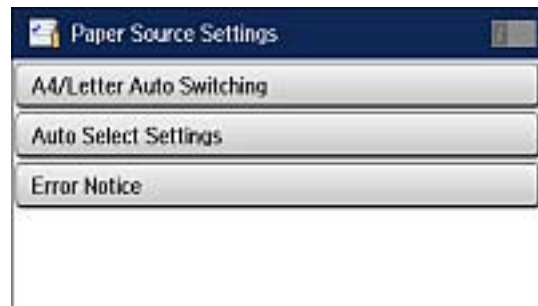 Paper Source Settings
A4/Letter Auto Switching
Auto Select Settings
Error Notice